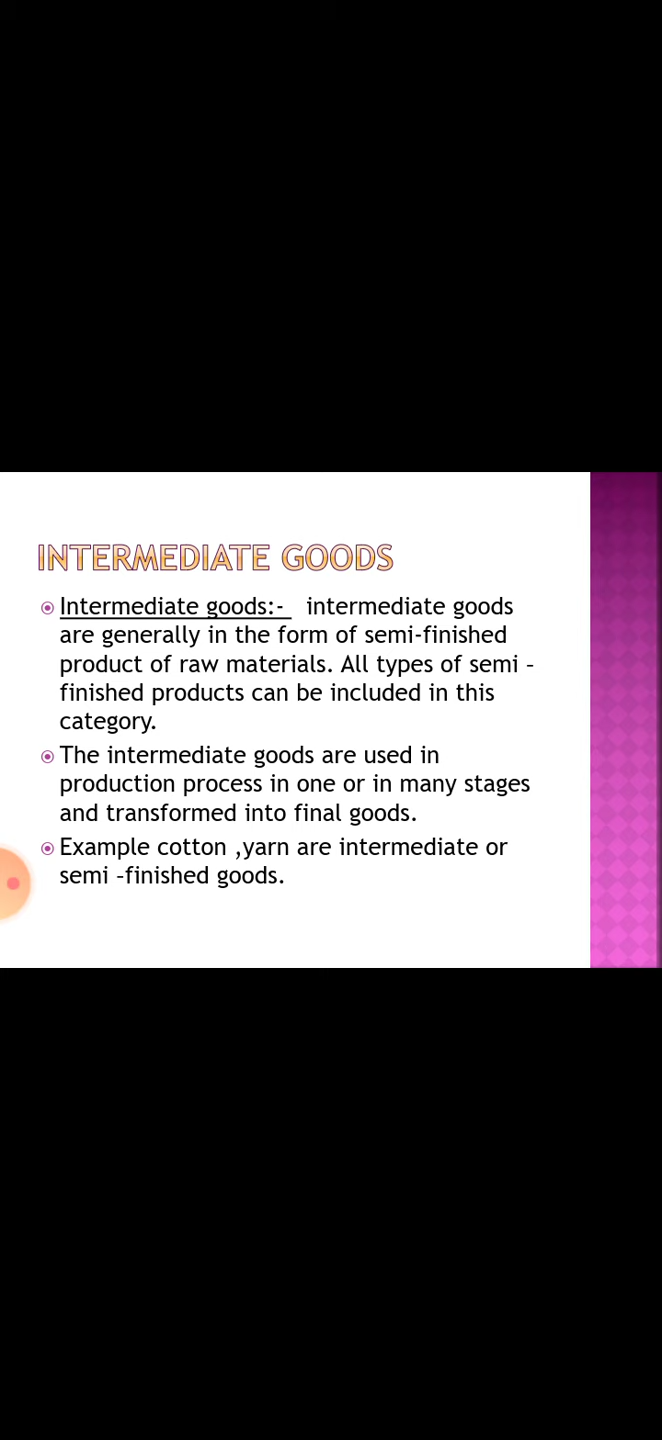 INTERMEDIATE GOODS
Intermediate goods:- intermediate goods
are generally in the form of semi-finished
product of raw materials. All types of semi –
finished products can be included in this
category.
The intermediate goods are used in
production process in one or in many stages
and transformed into final goods.
Example cotton ,yarn are intermediate or
semi –finished goods.